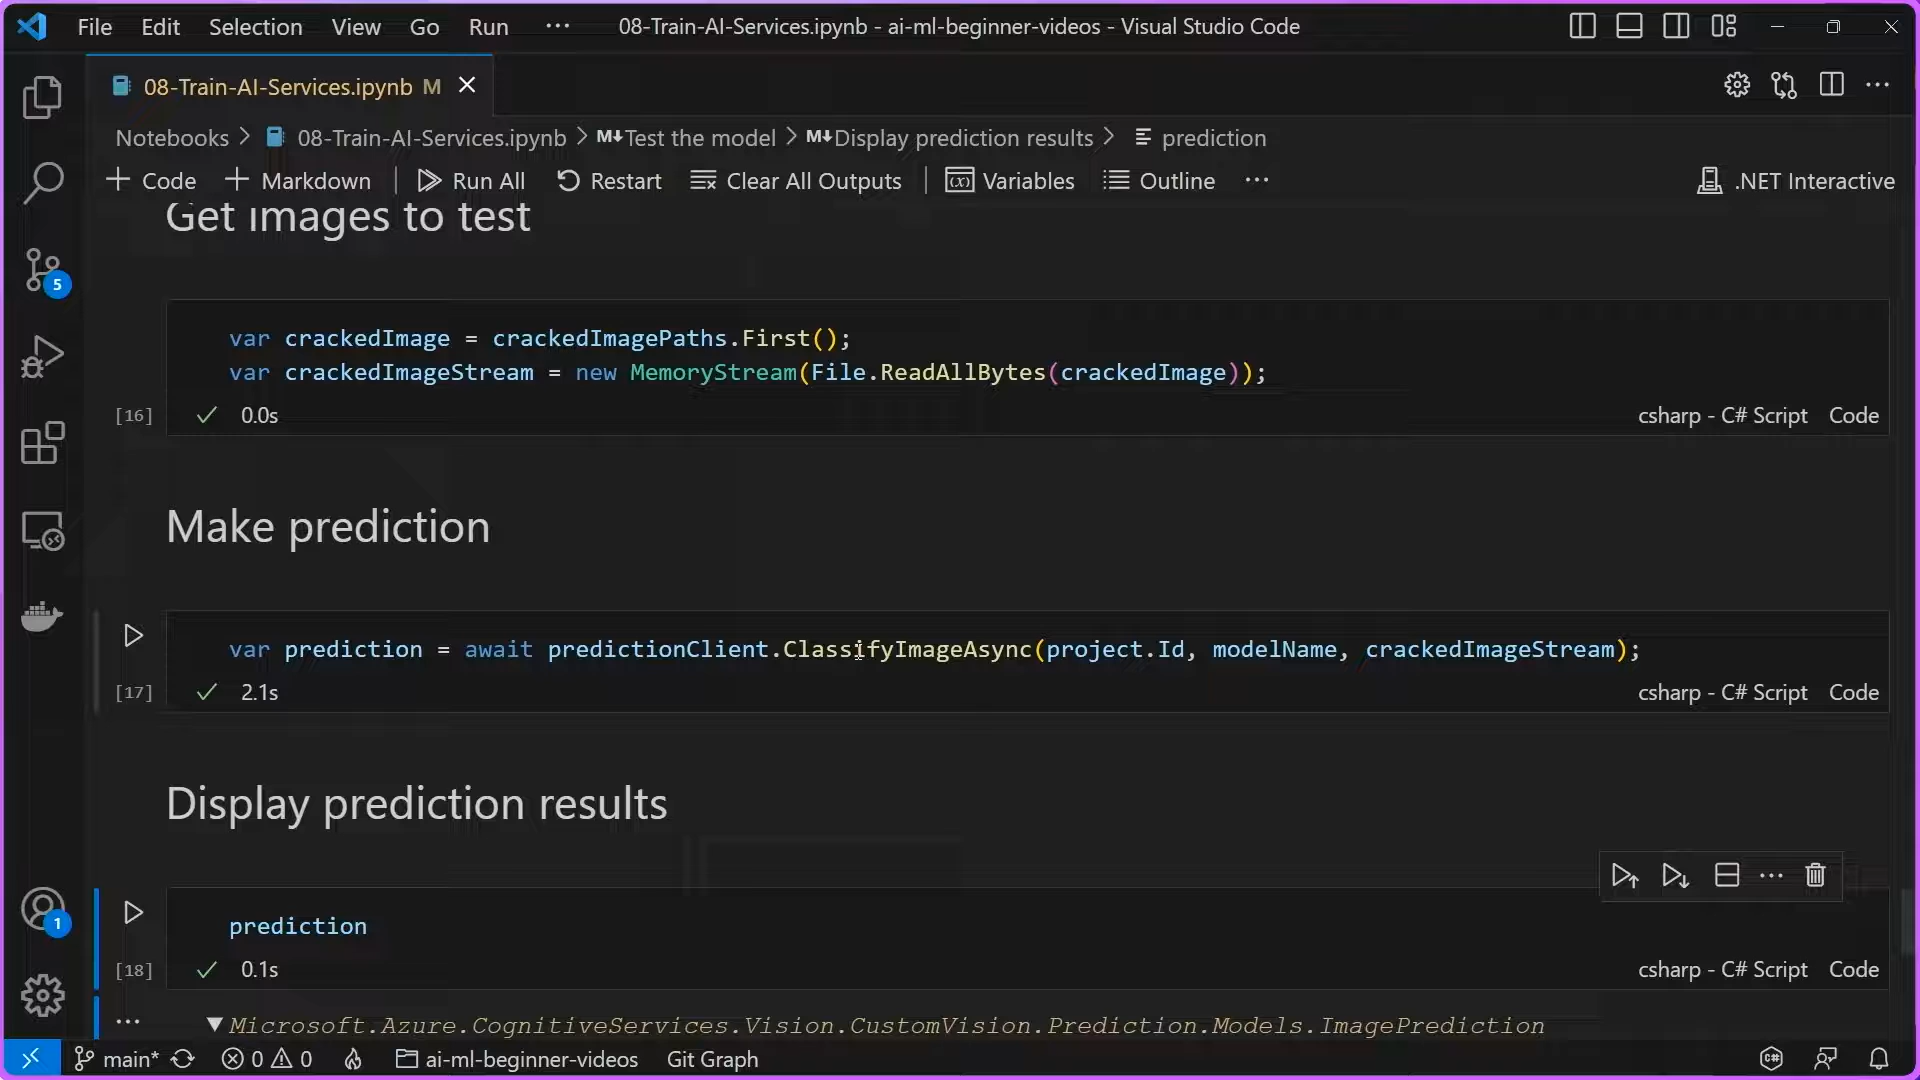 File Edit Selection View Go Run ··· 08-Train-AI-Services.ipynb - ai-ml-beginner-videos - Visual Studio Code
08-Train-AI-Services.ipynb M
Notebooks > 08-Train-AI-Services.ipynb > M↓Test the model > M↓Display prediction results > prediction
+ Code + Markdown | Run All Restart Clear All Outputs | (x) Variables Outline ··· .NET Interactive
Get images to test
var crackedImage = crackedImagePaths.First();
var crackedImageStream = new MemoryStream(File.ReadAllBytes(crackedImage));
[16] ✓ 0.0s csharp - C# Script Code
Make prediction
var prediction = await predictionClient.ClassifyImageAsync(project.Id, modelName, crackedImageStream);
[17] ✓ 2.1s csharp - C# Script Code
5
Display prediction results
prediction
[18] ✓ 0.1s csharp - C# Script Code
1
··· ▼Microsoft.Azure.CognitiveServices.Vision.CustomVision.Prediction.Models.ImagePrediction
main* 0 0 ai-ml-beginner-videos Git Graph C#